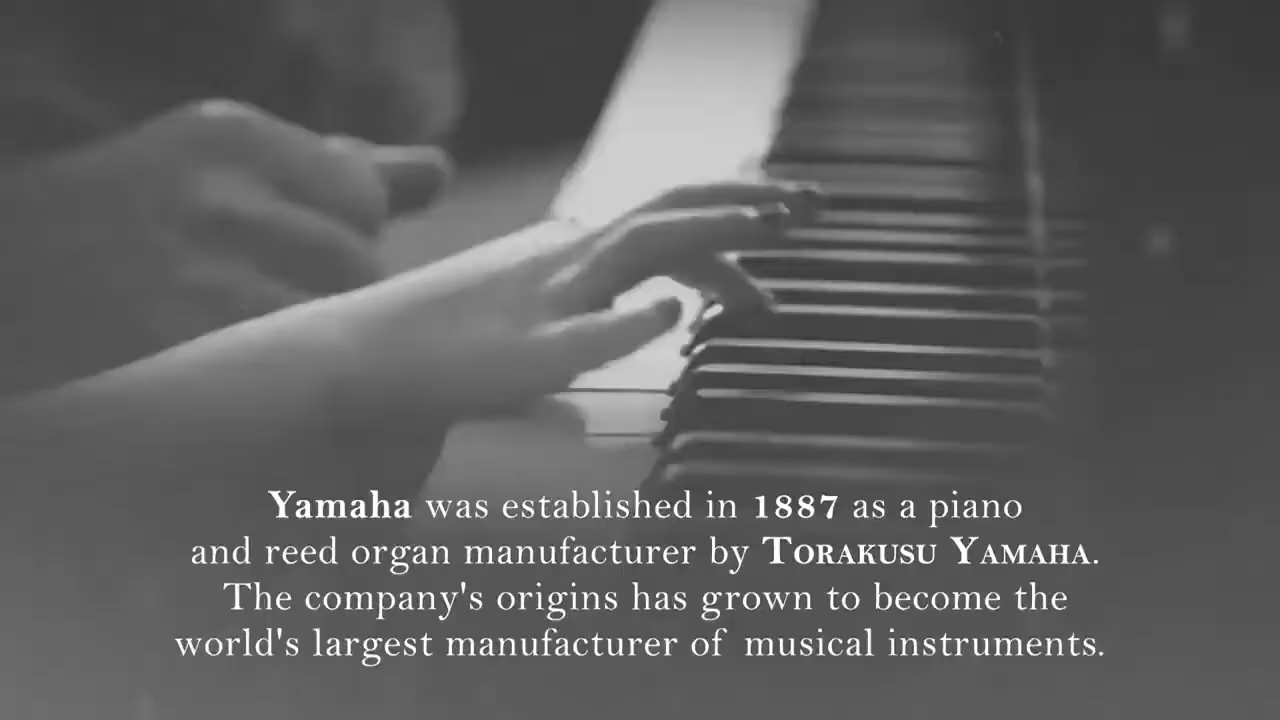 Yamaha was established in 1887 as a piano
and reed organ manufacturer by TORAKUSU YAMAHA.
The company's origins has grown to become the
world's largest manufacturer of musical instruments.